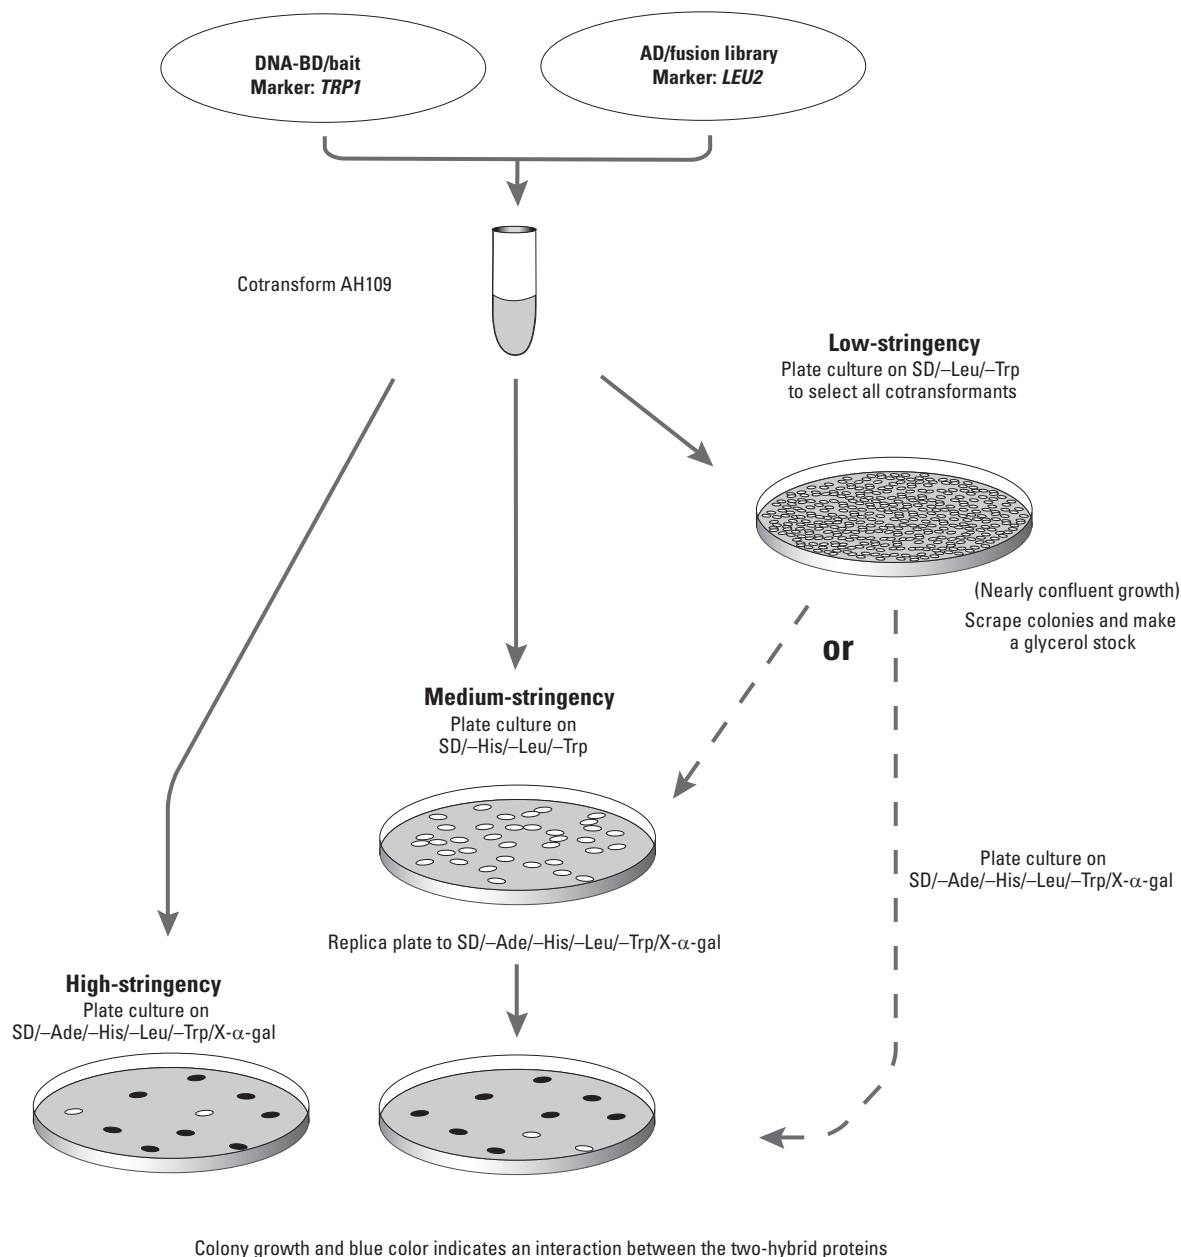 DNA-BD/bait
Marker: TRP1
AD/fusion library
Marker: LEU2
Cotransform AH109
Low-stringency
Plate culture on SD/–Leu/–Trp
to select all cotransformants
(Nearly confluent growth)
Scrape colonies and make
a glycerol stock
or
Medium-stringency
Plate culture on
SD/–His/–Leu/–Trp
Plate culture on
SD/–Ade/–His/–Leu/–Trp/X-α-gal
Replica plate to SD/–Ade/–His/–Leu/–Trp/X-α-gal
High-stringency
Plate culture on
SD/–Ade/–His/–Leu/–Trp/X-α-gal
Colony growth and blue color indicates an interaction between the two-hybrid proteins